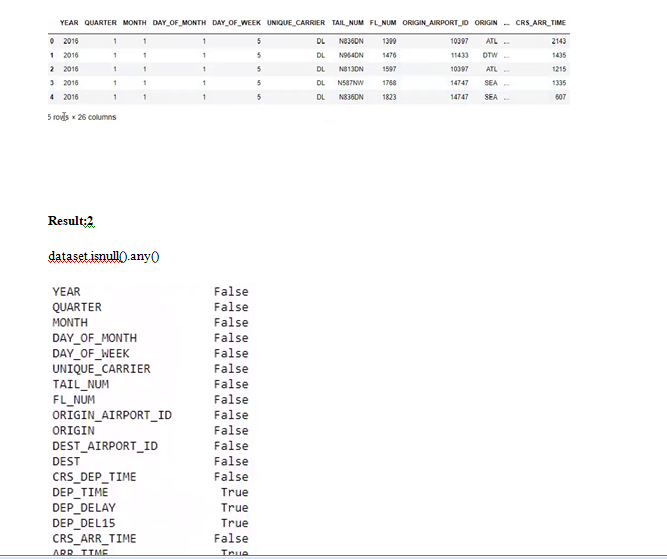 YEAR QUARTER MONTH DAY_OF_MONTH DAY_OF_WEEK UNIQUE_CARRIER TAIL_NUM FL_NUM ORIGIN_AIRPORT_ID ORIGIN ... CRS_ARR_TIME
0 2016 1 1 1 5 DL N836DN 1399 10397 ATL ... 2143
1 2016 1 1 1 5 DL N964DN 1476 11433 DTW ... 1435
2 2016 1 1 1 5 DL N813DN 1597 10397 ATL ... 1215
3 2016 1 1 1 5 DL N587NW 1768 14747 SEA ... 1335
4 2016 1 1 1 5 DL N836DN 1823 14747 SEA ... 607
5 rows × 26 columns
Result:2
dataset.isnull().any()
YEAR False
QUARTER False
MONTH False
DAY_OF_MONTH False
DAY_OF_WEEK False
UNIQUE_CARRIER False
TAIL_NUM False
FL_NUM False
ORIGIN_AIRPORT_ID False
ORIGIN False
DEST_AIRPORT_ID False
DEST False
CRS_DEP_TIME False
DEP_TIME True
DEP_DELAY True
DEP_DEL15 True
CRS_ARR_TIME False
ARR_TIME True